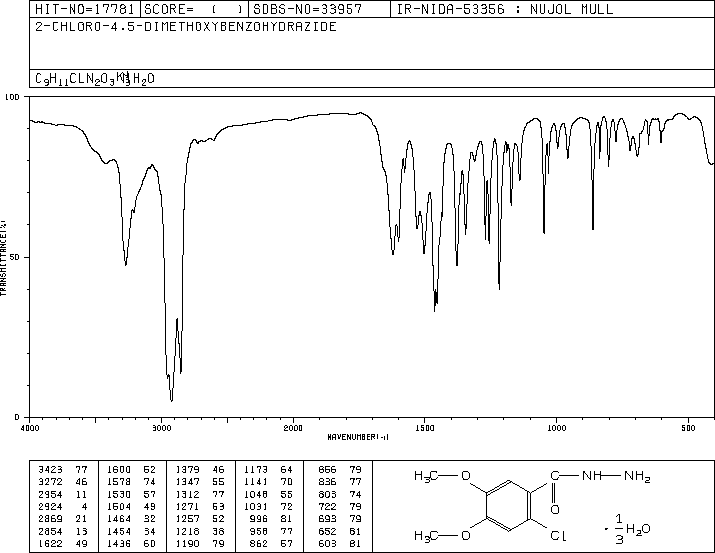 HIT-NO=17781 SCORE= ( ) SDBS-NO=33957 IR-NIDA-53356 : NUJOL MULL
2-CHLORO-4,5-DIMETHOXYBENZOHYDRAZIDE
C9H11CLN2O3 H2O
100
50
0
TRANSMITTANCE(%)
4000 3000 2000 1500 1000 500
WAVENUMBER(-1)
3423 77 1600 52 1379 46 1173 64 856 79
3272 46 1578 74 1347 55 1141 70 836 77
2954 11 1530 57 1312 77 1048 55 803 74
2924 4 1504 49 1271 53 1031 72 722 79
2869 21 1464 32 1257 52 996 81 693 79
2854 13 1454 34 1218 38 958 77 652 81
1622 49 1436 60 1190 79 862 57 603 81
H3C O C NH NH2
O
H3C O Cl · 1/3 H2O